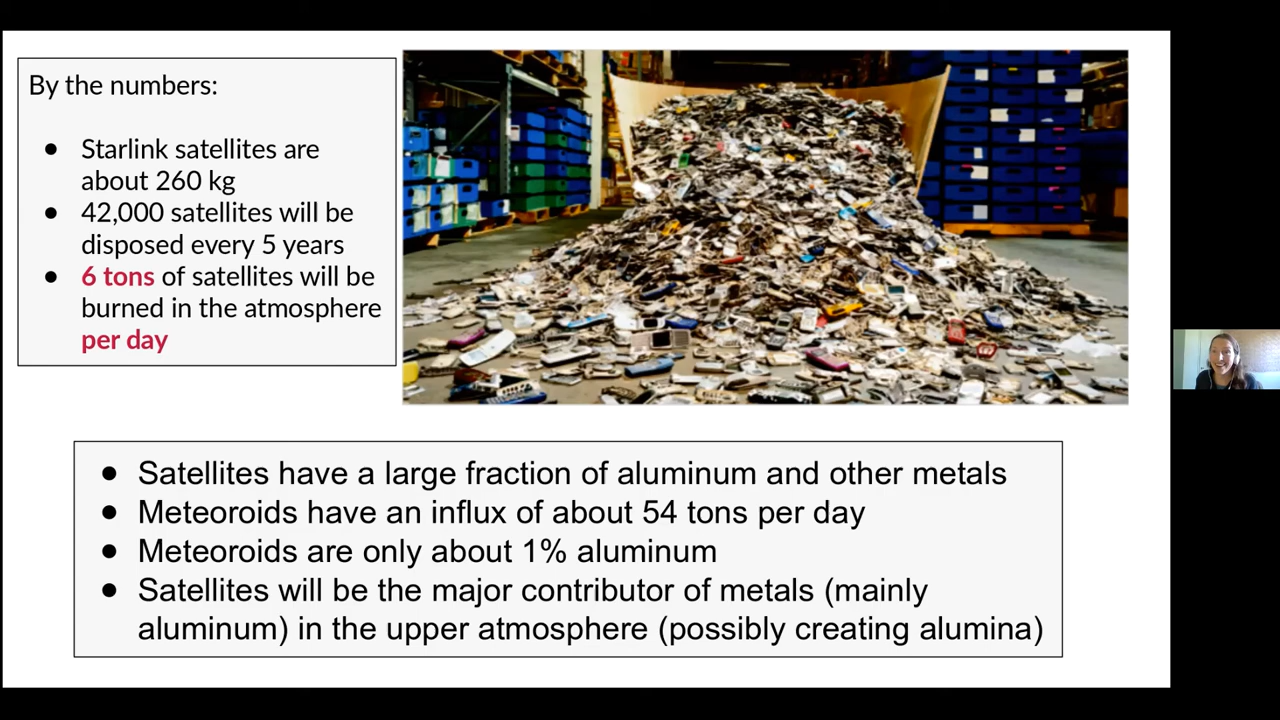 By the numbers:
● Starlink satellites are
about 260 kg
● 42,000 satellites will be
disposed every 5 years
● 6 tons of satellites will be
burned in the atmosphere
per day
● Satellites have a large fraction of aluminum and other metals
● Meteoroids have an influx of about 54 tons per day
● Meteoroids are only about 1% aluminum
● Satellites will be the major contributor of metals (mainly
aluminum) in the upper atmosphere (possibly creating alumina)